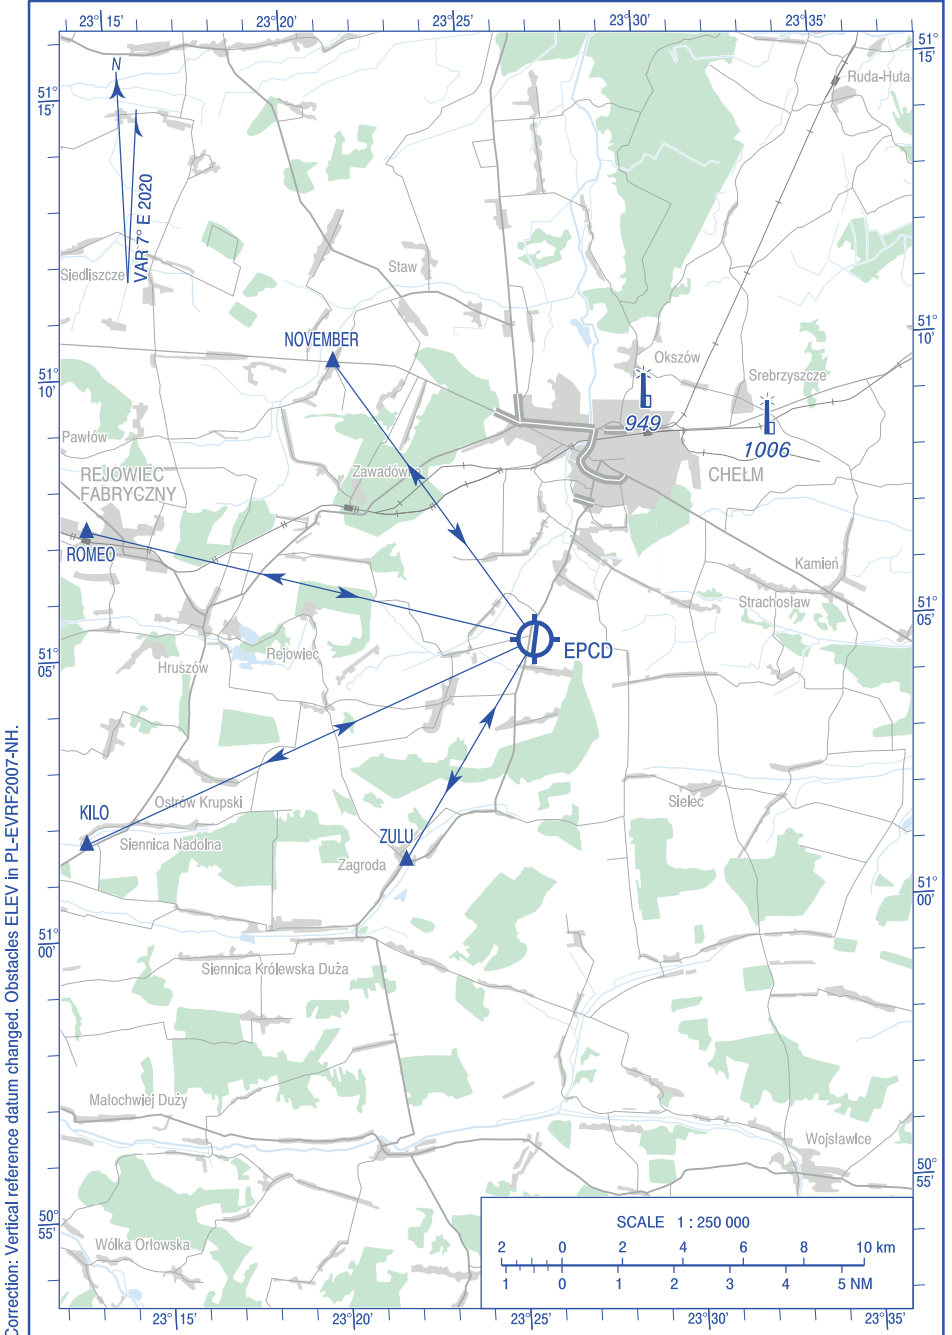 23°15'
23°20'
23°25'
23°30'
23°35'
51°
15'
51°
15'
N
VAR 7° E 2020
Ruda-Huta
Siedliszcze
Staw
NOVEMBER
51°
10'
51°
10'
Okszów
Srebrzyszcze
949
1006
Pawłów
REJOWIEC
FABRYCZNY
Zawadówka
CHEŁM
ROMEO
Kamień
Strachosław
51°
05'
51°
05'
EPCD
Rejowiec
Hruszów
Ostrów Krupski
Sielec
KILO
Siennica Nadolna
ZULU
Zagroda
51°
00'
51°
00'
Siennica Królewska Duża
Małochwiej Duży
Wojsławice
50°
55'
50°
55'
Wólka Orłowska
SCALE 1 : 250 000
2 0 2 4 6 8 10 km
1 0 1 2 3 4 5 NM
23°15'
23°20'
23°25'
23°30'
23°35'
Correction: Vertical reference datum changed. Obstacles ELEV in PL-EVRF2007-NH.